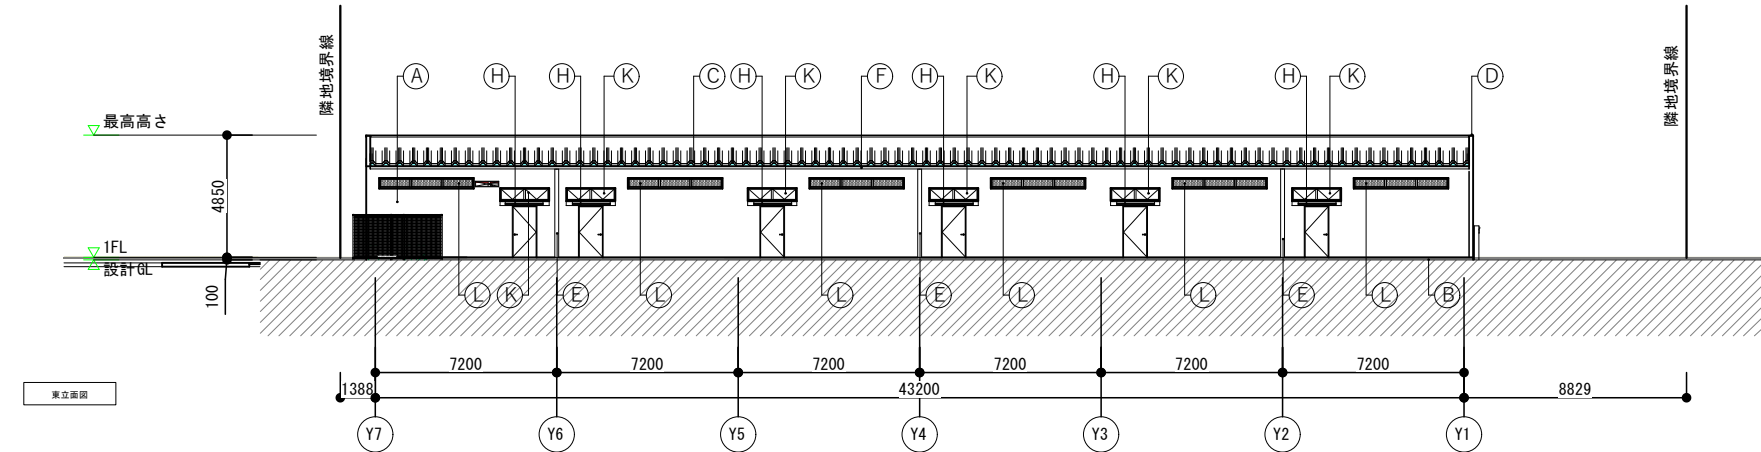 隣地境界線
隣地境界線
A H H K C H K F H K H K H K D
最高高さ
4850
1FL
設計GL
100
L K E L L E L L E L B
7200 7200 7200 7200 7200 7200
1388 43200 8829
東立面図
Y7 Y6 Y5 Y4 Y3 Y2 Y1